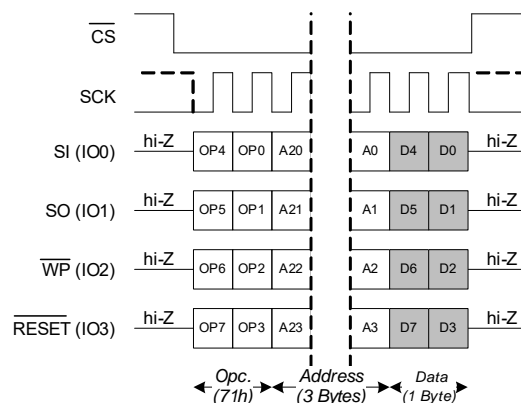 CS
SCK
SI (IO0) hi-Z OP4 OP0 A20 A0 D4 D0 hi-Z
SO (IO1) hi-Z OP5 OP1 A21 A1 D5 D1 hi-Z
WP (IO2) hi-Z OP6 OP2 A22 A2 D6 D2 hi-Z
RESET (IO3) hi-Z OP7 OP3 A23 A3 D7 D3 hi-Z
Opc. Address Data
(71h) (3 Bytes) (1 Byte)